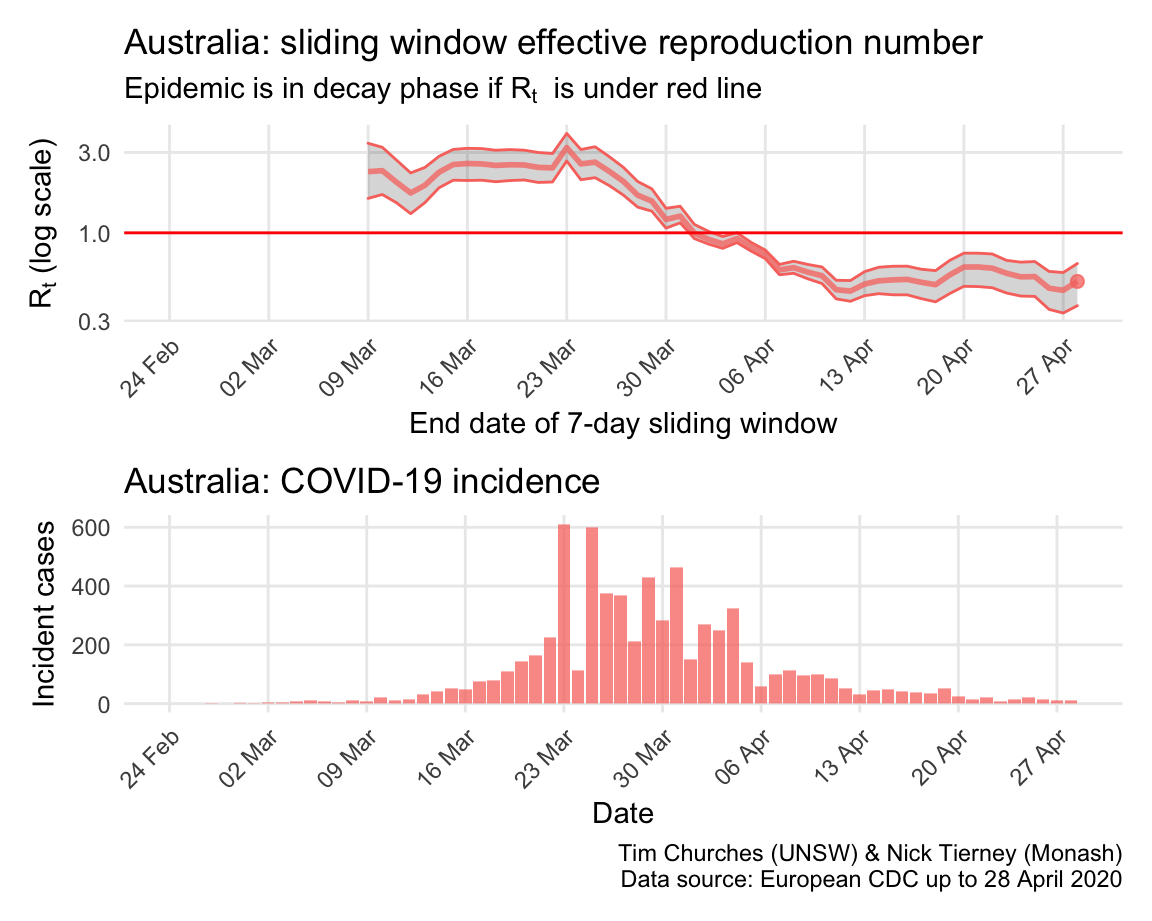 Australia: sliding window effective reproduction number
Epidemic is in decay phase if Rt is under red line
Rt (log scale)
3.0
1.0
0.3
24 Feb
02 Mar
09 Mar
16 Mar
23 Mar
30 Mar
06 Apr
13 Apr
20 Apr
27 Apr
End date of 7-day sliding window
Australia: COVID-19 incidence
Incident cases
600
400
200
0
24 Feb
02 Mar
09 Mar
16 Mar
23 Mar
30 Mar
06 Apr
13 Apr
20 Apr
27 Apr
Date
Tim Churches (UNSW) & Nick Tierney (Monash)
Data source: European CDC up to 28 April 2020